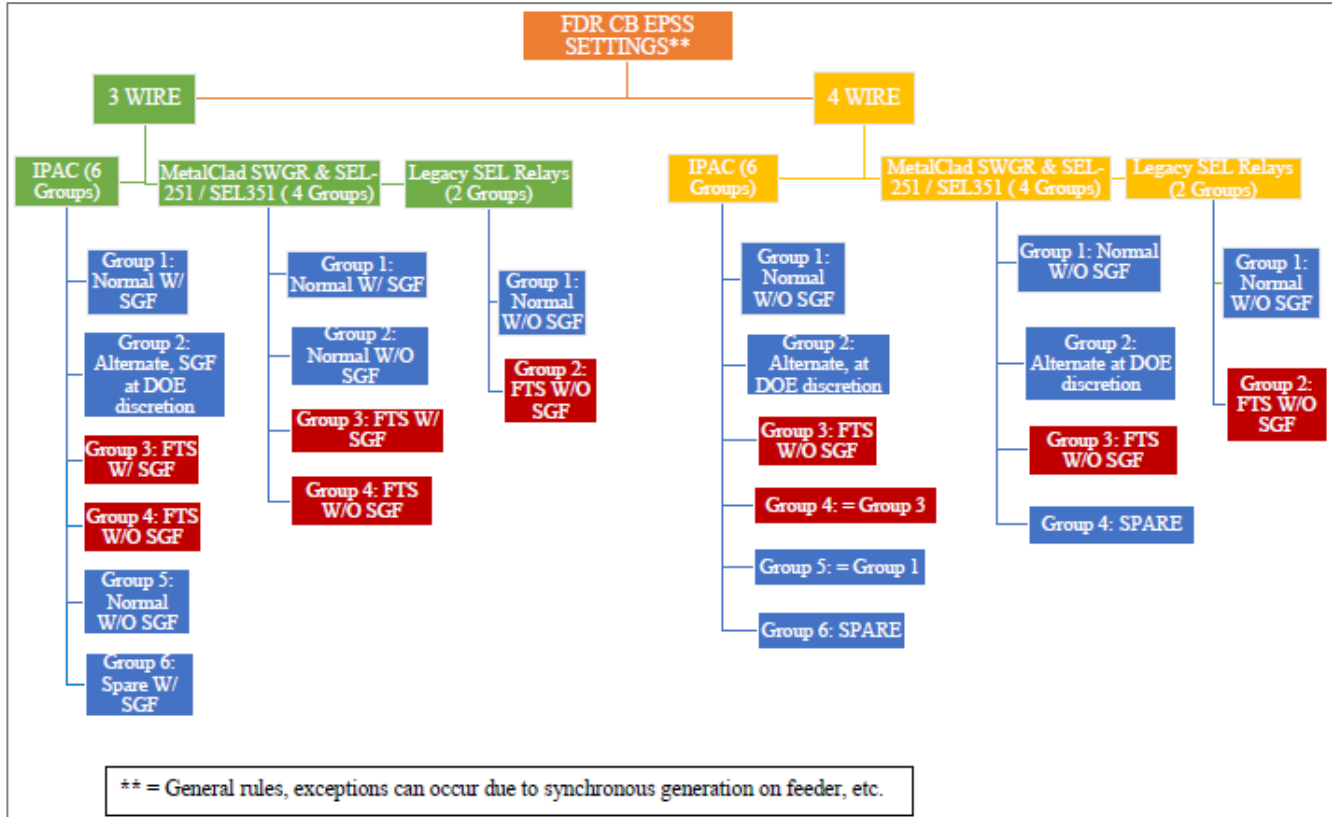 FDR CB EPSS
SETTINGS**
3 WIRE
4 WIRE
IPAC (6
Groups)
MetalClad SWGR & SEL-
251 / SEL351 ( 4 Groups)
Legacy SEL Relays
(2 Groups)
Group 1:
Normal W/
SGF
Group 2:
Alternate, SGF
at DOE
discretion
Group 3: FTS
W/ SGF
Group 4: FTS
W/O SGF
Group 5:
Normal
W/O SGF
Group 6:
Spare W/
SGF
Group 1:
Normal W/ SGF
Group 2:
Normal W/O
SGF
Group 3: FTS W/
SGF
Group 4: FTS
W/O SGF
Group 1:
Normal
W/O SGF
Group 2:
FTS W/O
SGF
IPAC (6
Groups)
MetalClad SWGR & SEL-
251 / SEL351 ( 4 Groups)
Legacy SEL Relays
(2 Groups)
Group 1:
Normal
W/O SGF
Group 2:
Alternate, at
DOE discretion
Group 3: FTS
W/O SGF
Group 4: = Group 3
Group 5: = Group 1
Group 6: SPARE
Group 1: Normal
W/O SGF
Group 2:
Alternate at DOE
discretion
Group 3: FTS
W/O SGF
Group 4: SPARE
Group 1:
Normal
W/O SGF
Group 2:
FTS W/O
SGF
** = General rules, exceptions can occur due to synchronous generation on feeder, etc.